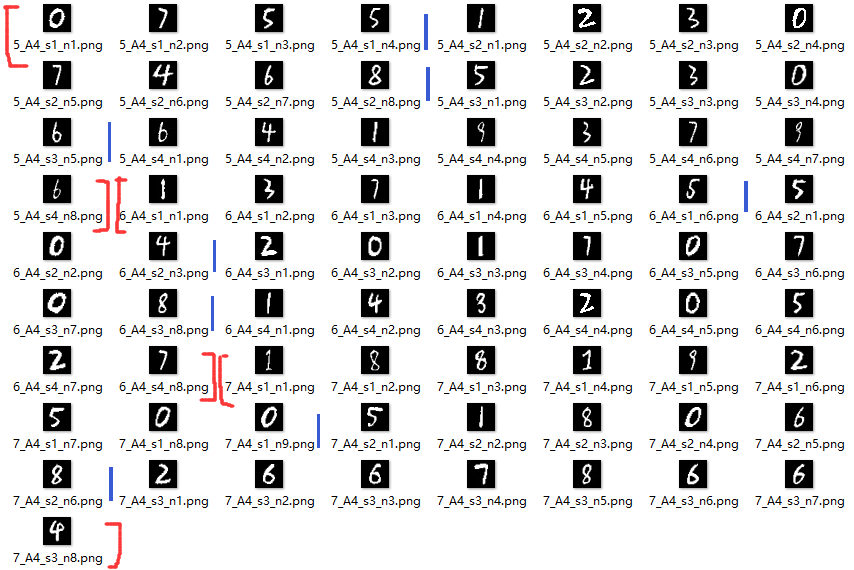 0 7 5 5 1 2 3 0
5_A4_s1_n1.png 5_A4_s1_n2.png 5_A4_s1_n3.png 5_A4_s1_n4.png 5_A4_s2_n1.png 5_A4_s2_n2.png 5_A4_s2_n3.png 5_A4_s2_n4.png
7 4 6 8 5 2 3 0
5_A4_s2_n5.png 5_A4_s2_n6.png 5_A4_s2_n7.png 5_A4_s2_n8.png 5_A4_s3_n1.png 5_A4_s3_n2.png 5_A4_s3_n3.png 5_A4_s3_n4.png
6 6 4 1 9 3 7 9
5_A4_s3_n5.png 5_A4_s4_n1.png 5_A4_s4_n2.png 5_A4_s4_n3.png 5_A4_s4_n4.png 5_A4_s4_n5.png 5_A4_s4_n6.png 5_A4_s4_n7.png
6 1 3 7 1 4 5 5
5_A4_s4_n8.png 6_A4_s1_n1.png 6_A4_s1_n2.png 6_A4_s1_n3.png 6_A4_s1_n4.png 6_A4_s1_n5.png 6_A4_s1_n6.png 6_A4_s2_n1.png
0 4 2 0 1 7 0 7
6_A4_s2_n2.png 6_A4_s2_n3.png 6_A4_s3_n1.png 6_A4_s3_n2.png 6_A4_s3_n3.png 6_A4_s3_n4.png 6_A4_s3_n5.png 6_A4_s3_n6.png
0 8 1 4 3 2 0 5
6_A4_s3_n7.png 6_A4_s3_n8.png 6_A4_s4_n1.png 6_A4_s4_n2.png 6_A4_s4_n3.png 6_A4_s4_n4.png 6_A4_s4_n5.png 6_A4_s4_n6.png
2 7 1 8 8 1 9 2
6_A4_s4_n7.png 6_A4_s4_n8.png 7_A4_s1_n1.png 7_A4_s1_n2.png 7_A4_s1_n3.png 7_A4_s1_n4.png 7_A4_s1_n5.png 7_A4_s1_n6.png
5 0 0 5 1 8 0 6
7_A4_s1_n7.png 7_A4_s1_n8.png 7_A4_s1_n9.png 7_A4_s2_n1.png 7_A4_s2_n2.png 7_A4_s2_n3.png 7_A4_s2_n4.png 7_A4_s2_n5.png
8 2 6 6 7 8 6 6
7_A4_s2_n6.png 7_A4_s3_n1.png 7_A4_s3_n2.png 7_A4_s3_n3.png 7_A4_s3_n4.png 7_A4_s3_n5.png 7_A4_s3_n6.png 7_A4_s3_n7.png
4
7_A4_s3_n8.png